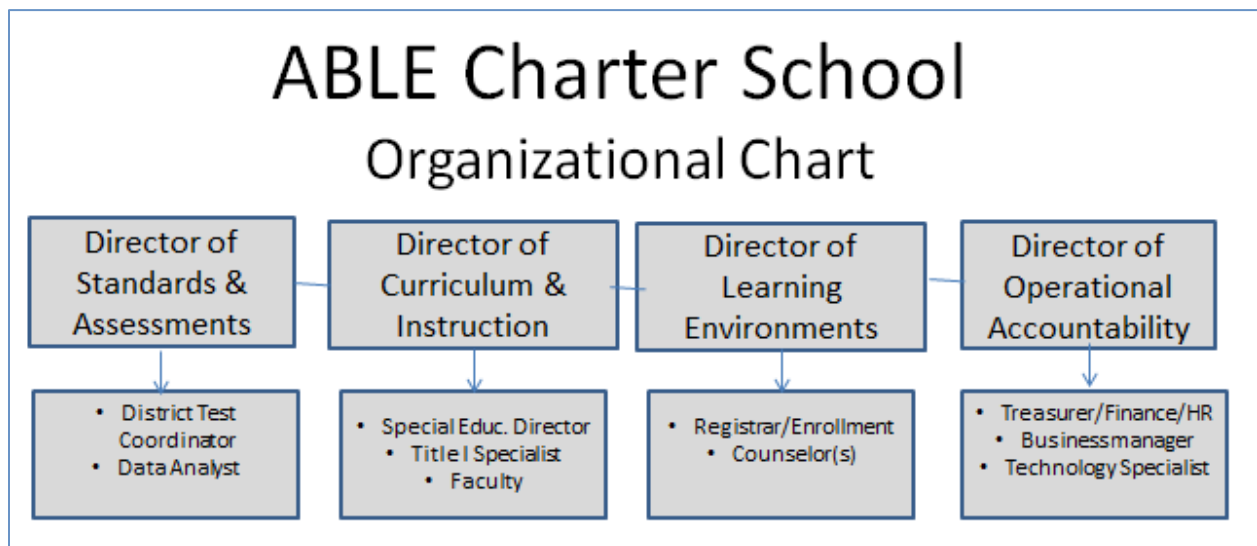 ABLE Charter School
Organizational Chart
Director of
Standards &
Assessments
Director of
Curriculum &
Instruction
Director of
Learning
Environments
Director of
Operational
Accountability
• District Test
Coordinator
• Data Analyst
• Special Educ. Director
• Title I Specialist
• Faculty
• Registrar/Enrollment
• Counselor(s)
• Treasurer/Finance/HR
• Businessmanager
• Technology Specialist